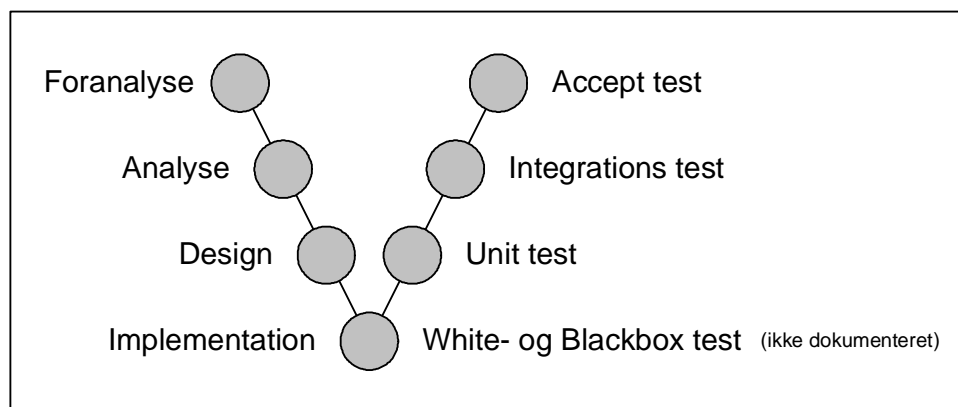 Foranalyse Accept test
Analyse Integrations test
Design Unit test
Implementation White- og Blackbox test (ikke dokumenteret)